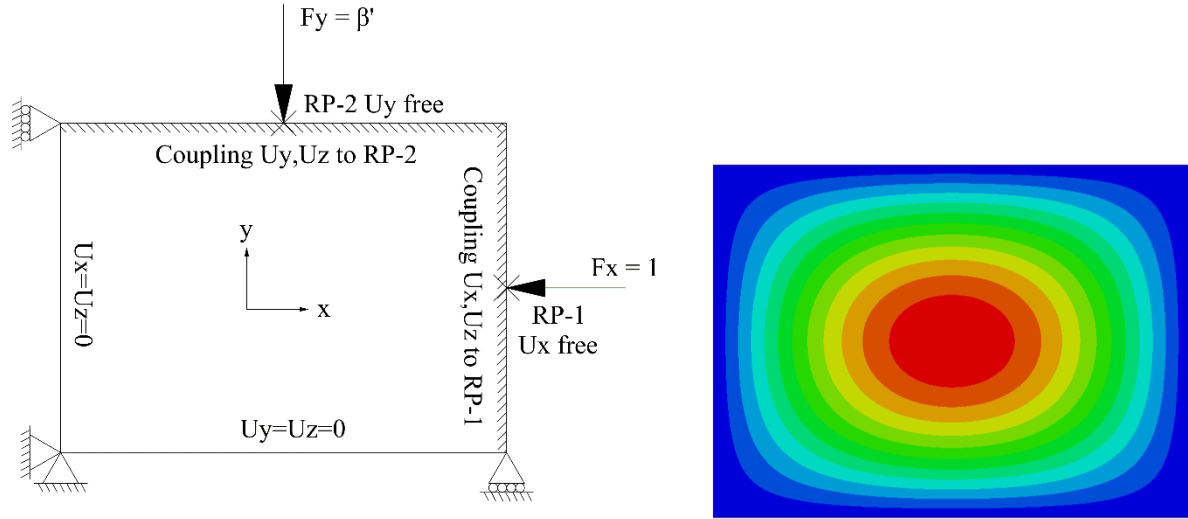 Fy = β'
RP-2 Uy free
Coupling Uy,Uz to RP-2
Ux=Uz=0
y
x
Coupling Ux,Uz to RP-1
Fx = 1
RP-1
Ux free
Uy=Uz=0